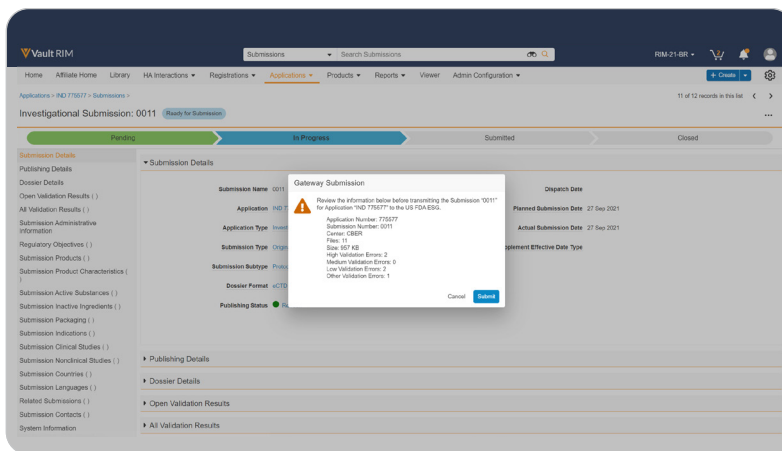 Vault RIM
Submissions
Search Submissions
RIM-21-BR
Home
Affiliate Home
Library
HA Interactions
Registrations
Applications
Products
Reports
Viewer
Admin Configuration
+ Create
Applications > IND 775677 > Submissions >
11 of 12 records in this list
Investigational Submission: 0011
Ready for Submission
Pending
In Progress
Submitted
Closed
Submission Details
Publishing Details
Dossier Details
Open Validation Results ( )
All Validation Results ( )
Submission Administrative
Information
Regulatory Objectives ( )
Submission Products ( )
Submission Product Characteristics (
)
Submission Active Substances ( )
Submission Inactive Ingredients ( )
Submission Packaging ( )
Submission Indications ( )
Submission Clinical Studies ( )
Submission Nonclinical Studies ( )
Submission Countries ( )
Submission Languages ( )
Related Submissions ( )
Submission Contacts ( )
System Information
Submission Details
Submission Name 0011
Application IND 7
Application Type
Submission Type
Submission Subtype
Dossier Format eCTD
Publishing Status
Dispatch Date
Planned Submission Date 27 Sep 2021
Actual Submission Date 27 Sep 2021
Effective Date Type
Gateway Submission
Review the information below before transmitting the Submission "0011"
for Application "IND 775677" to the US FDA ESG.
Application Number: 775677
Submission Number: 0011
Center: CBER
Files: 11
Size: 957 KB
High Validation Errors: 2
Medium Validation Errors: 0
Low Validation Errors: 2
Other Validation Errors: 1
Cancel
Submit
Publishing Details
Dossier Details
Open Validation Results
All Validation Results